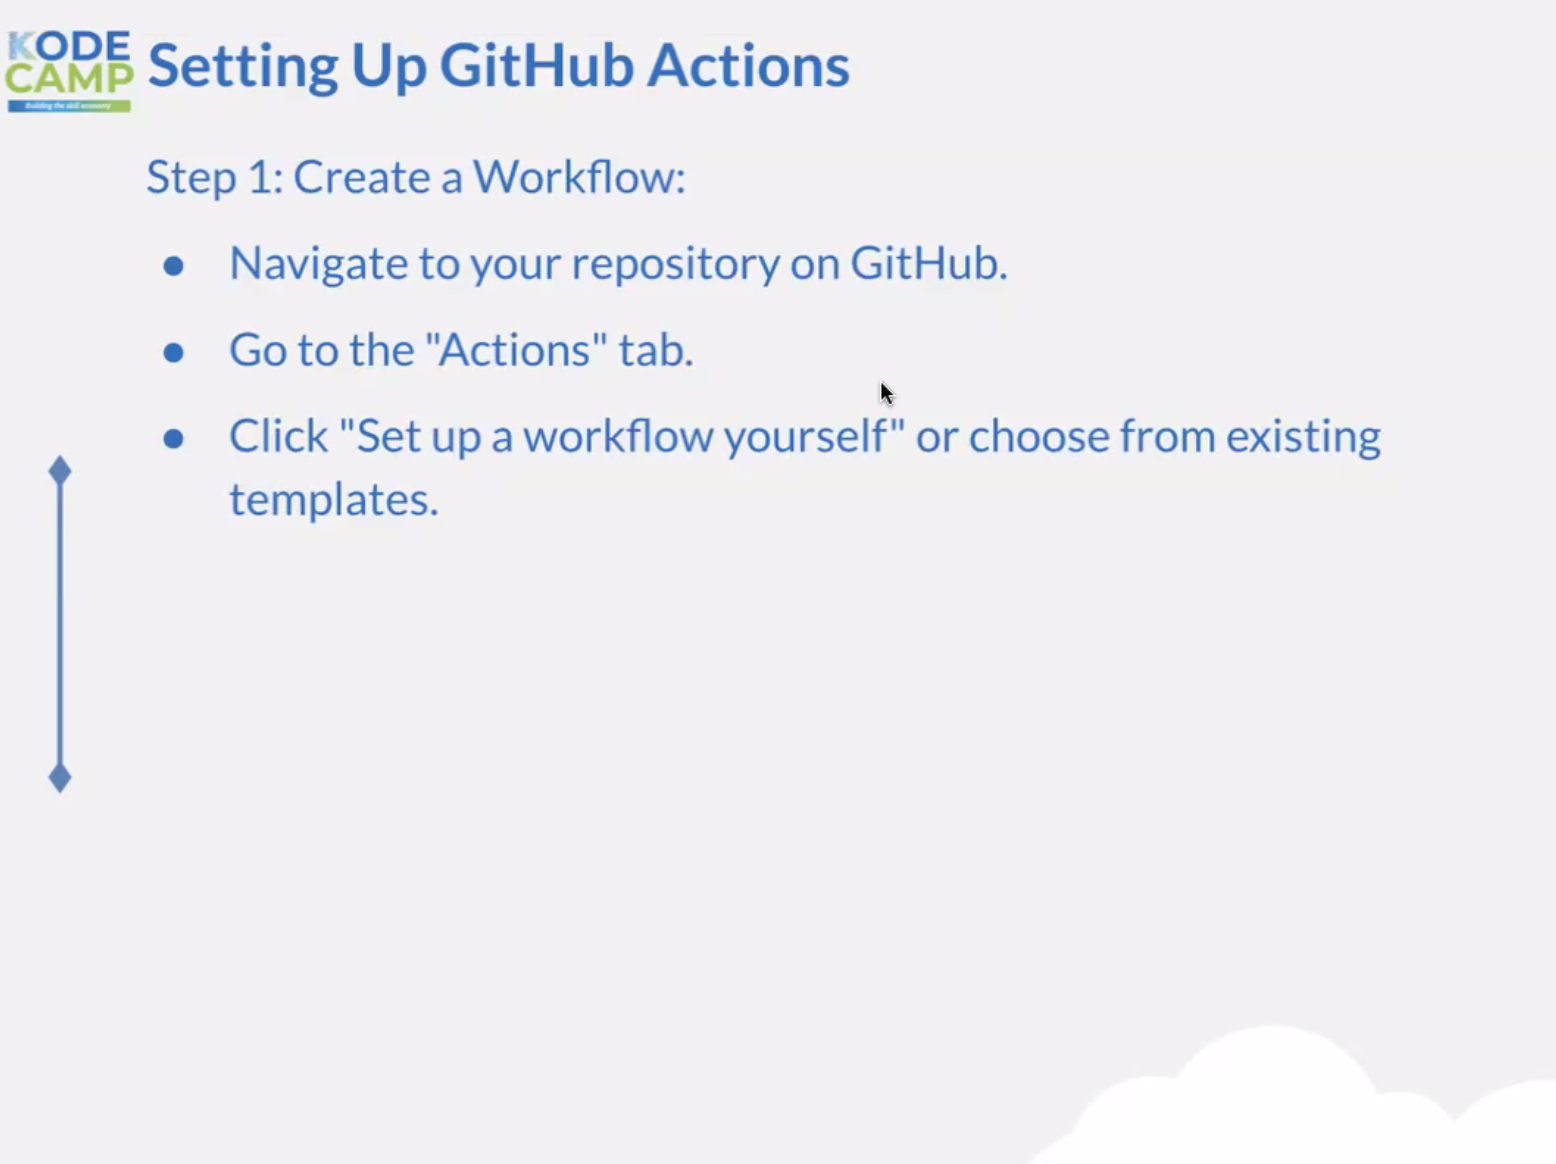 KODE
CAMP
Building the skill economy
Setting Up GitHub Actions
Step 1: Create a Workflow:
● Navigate to your repository on GitHub.
● Go to the "Actions" tab.
● Click "Set up a workflow yourself" or choose from existing
templates.